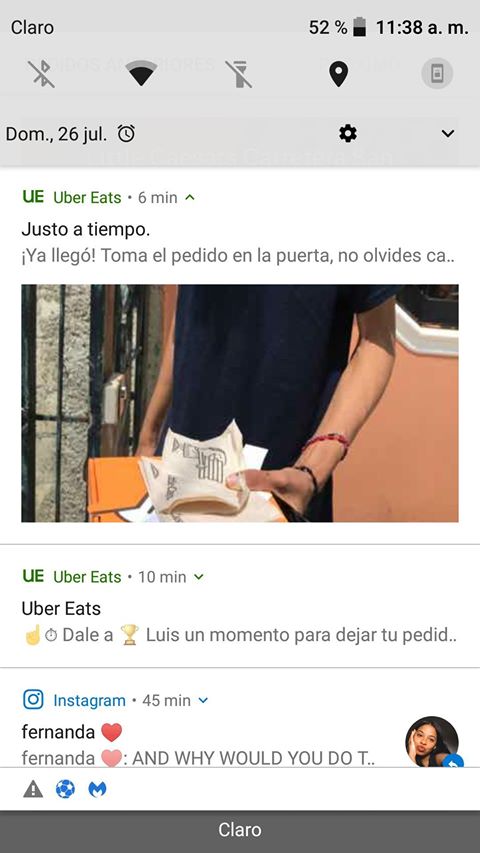 Claro 52 % 11:38 a. m.
Dom., 26 jul.
UE Uber Eats • 6 min
Justo a tiempo.
¡Ya llegó! Toma el pedido en la puerta, no olvides ca..
UE Uber Eats • 10 min
Uber Eats
☝️⏱ Dale a 🏆 Luis un momento para dejar tu pedid..
Instagram • 45 min
fernanda ❤️
fernanda ❤️: AND WHY WOULD YOU DO T..
Claro